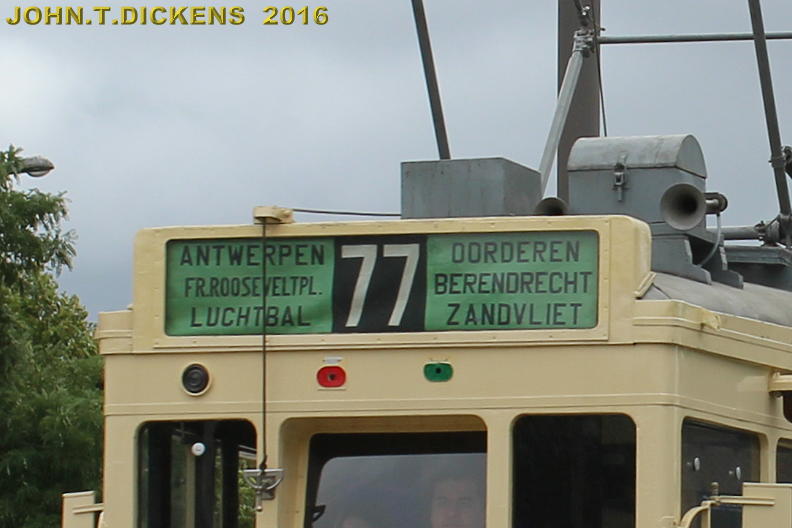 JOHN.T.DICKENS 2016
ANTWERPEN
FR.ROOSEVELTPL.
LUCHTBAL
77
OORDEREN
BERENDRECHT
ZANDVLIET